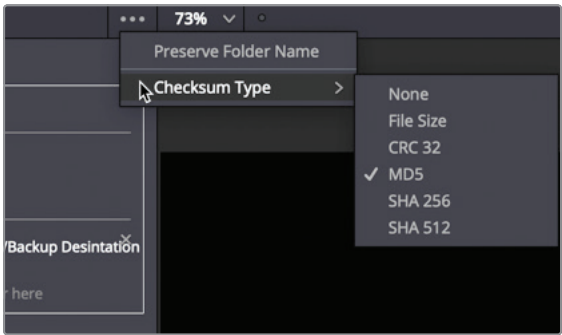 73%
Preserve Folder Name
Checksum Type
None
File Size
CRC 32
MD5
SHA 256
SHA 512
/Backup Desintation
here